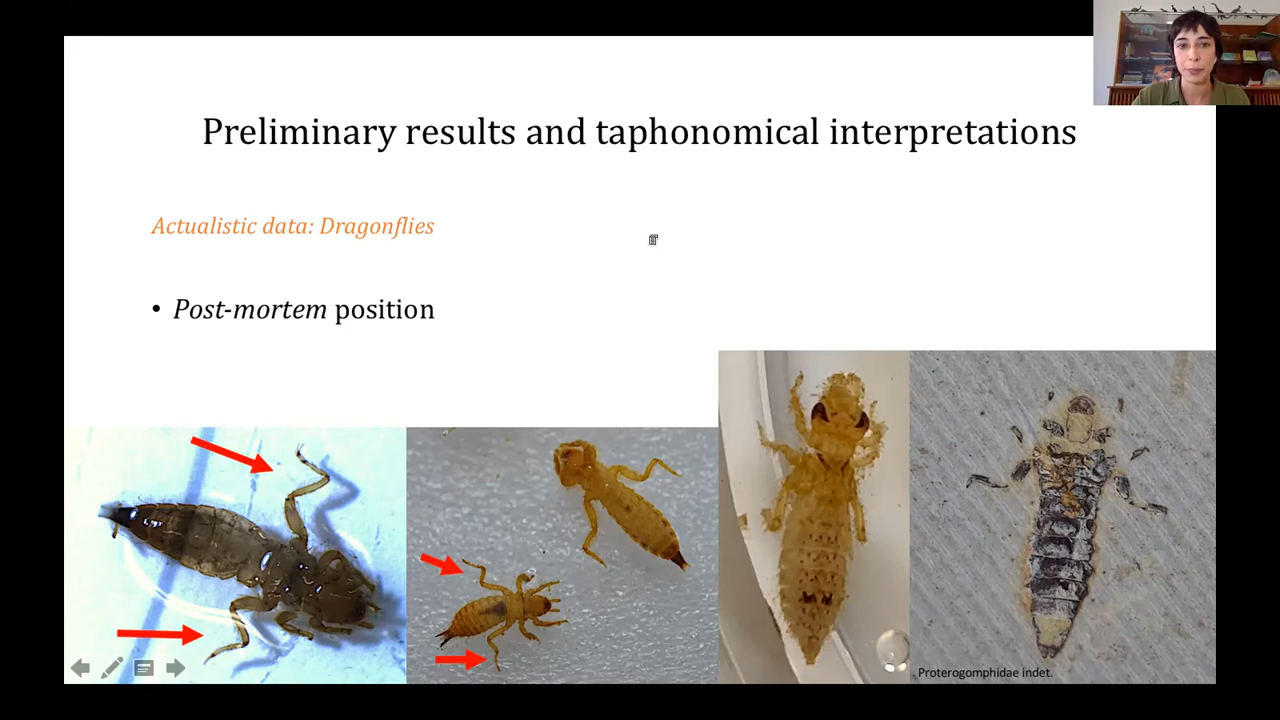 Preliminary results and taphonomical interpretations
Actualistic data: Dragonflies
• Post-mortem position
Proterogomphidae indet.